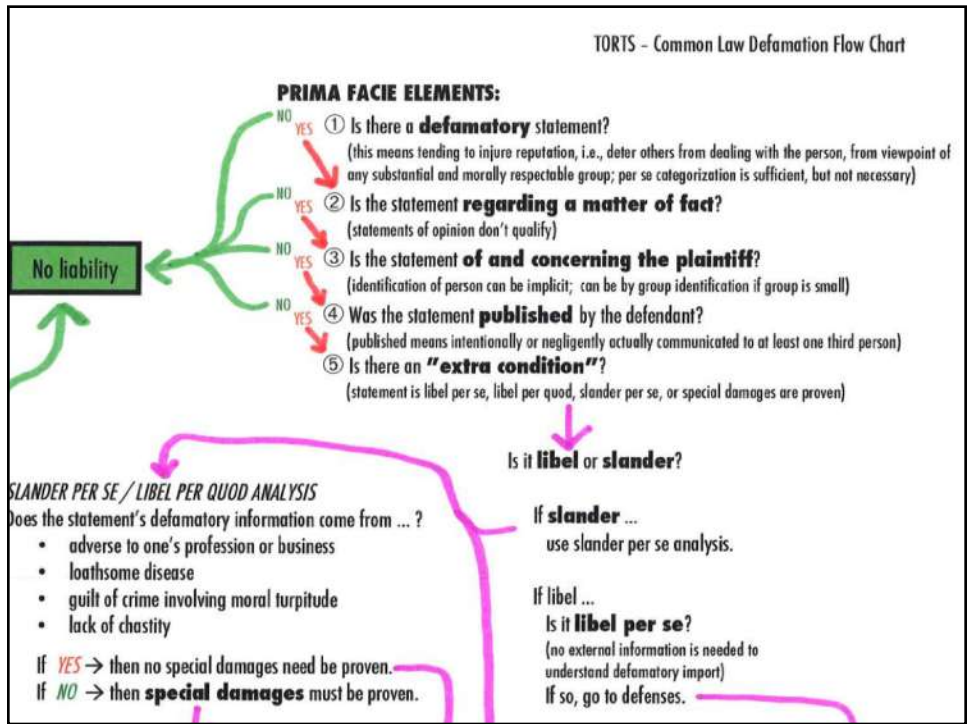 TORTS – Common Law Defamation Flow Chart
PRIMA FACIE ELEMENTS:
NO
YES ① Is there a defamatory statement?
(this means tending to injure reputation, i.e., deter others from dealing with the person, from viewpoint of
any substantial and morally respectable group; per se categorization is sufficient, but not necessary)
NO
YES ② Is the statement regarding a matter of fact?
(statements of opinion don't qualify)
NO
YES ③ Is the statement of and concerning the plaintiff?
(identification of person can be implicit; can be by group identification if group is small)
No liability
NO
YES ④ Was the statement published by the defendant?
(published means intentionally or negligently actually communicated to at least one third person)
⑤ Is there an "extra condition"?
(statement is libel per se, libel per quod, slander per se, or special damages are proven)
Is it libel or slander?
SLANDER PER SE / LIBEL PER QUOD ANALYSIS
Does the statement's defamatory information come from ... ?
• adverse to one's profession or business
• loathsome disease
• guilt of crime involving moral turpitude
• lack of chastity
If YES → then no special damages need be proven.
If NO → then special damages must be proven.
If slander ...
use slander per se analysis.
If libel ...
Is it libel per se?
(no external information is needed to
understand defamatory import)
If so, go to defenses.